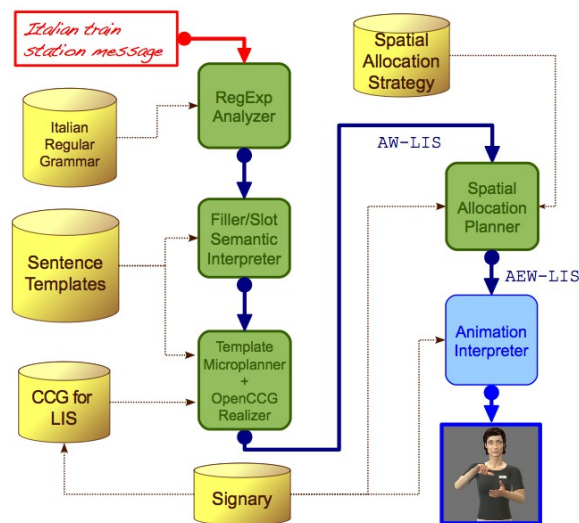 Italian train
station message
RegExp
Analyzer
Italian
Regular
Grammar
Filler/Slot
Semantic
Interpreter
Sentence
Templates
Template
Microplanner
+
OpenCCG
Realizer
CCG for
LIS
Signary
AW-LIS
Spatial
Allocation
Strategy
Spatial
Allocation
Planner
AEW-LIS
Animation
Interpreter